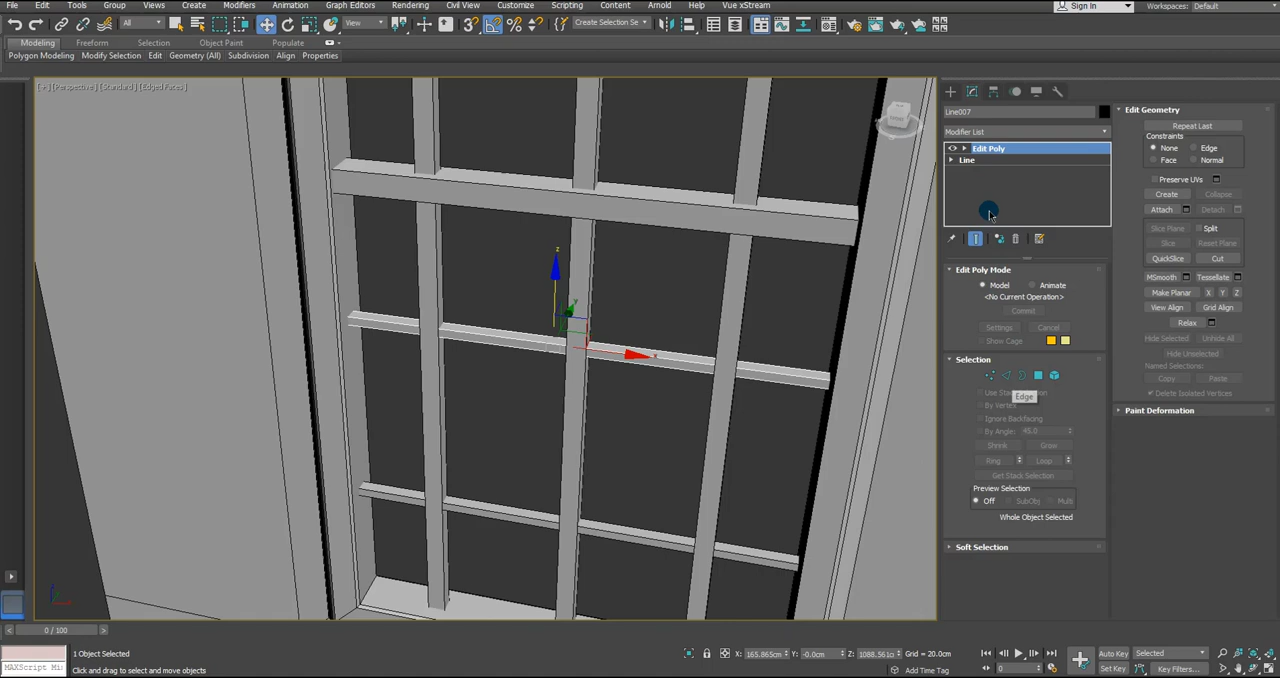 File Edit Tools Group Views Create Modifiers Animation Graph Editors Rendering Civil View Customize Scripting Content Arnold Help Vue xStream Sign In Workspaces: Default
All View Create Selection Se
Modeling Freeform Selection Object Paint Populate
Polygon Modeling Modify Selection Edit Geometry (All) Subdivision Align Properties
[+] [Perspective] [Standard] [Edged Faces]
Line007
Modifier List
Edit Poly
Line
Edit Poly Mode
Model Animate
<No Current Operation>
Commit
Settings Cancel
Show Cage
Selection
Edge
By Vertex
Ignore Backfacing
By Angle: 45.0
Shrink Grow
Ring Loop
Get Stack Selection
Preview Selection
Off SubObj Multi
Whole Object Selected
Soft Selection
Edit Geometry
Repeat Last
Constraints
None Edge
Face Normal
Preserve UVs
Create Collapse
Attach Detach
Slice Plane Split
Slice Reset Plane
QuickSlice Cut
MSmooth Tessellate
Make Planar X Y Z
View Align Grid Align
Relax
Hide Selected Unhide All
Hide Unselected
Named Selections:
Copy Paste
Delete Isolated Vertices
Paint Deformation
z
x
0 / 100
1 Object Selected
X: 165.865cm Y: -0.0cm Z: 1088.561cm Grid = 20.0cm
Auto Key Selected
MAXScript Mi
Click and drag to select and move objects
Add Time Tag
0
Set Key Key Filters...